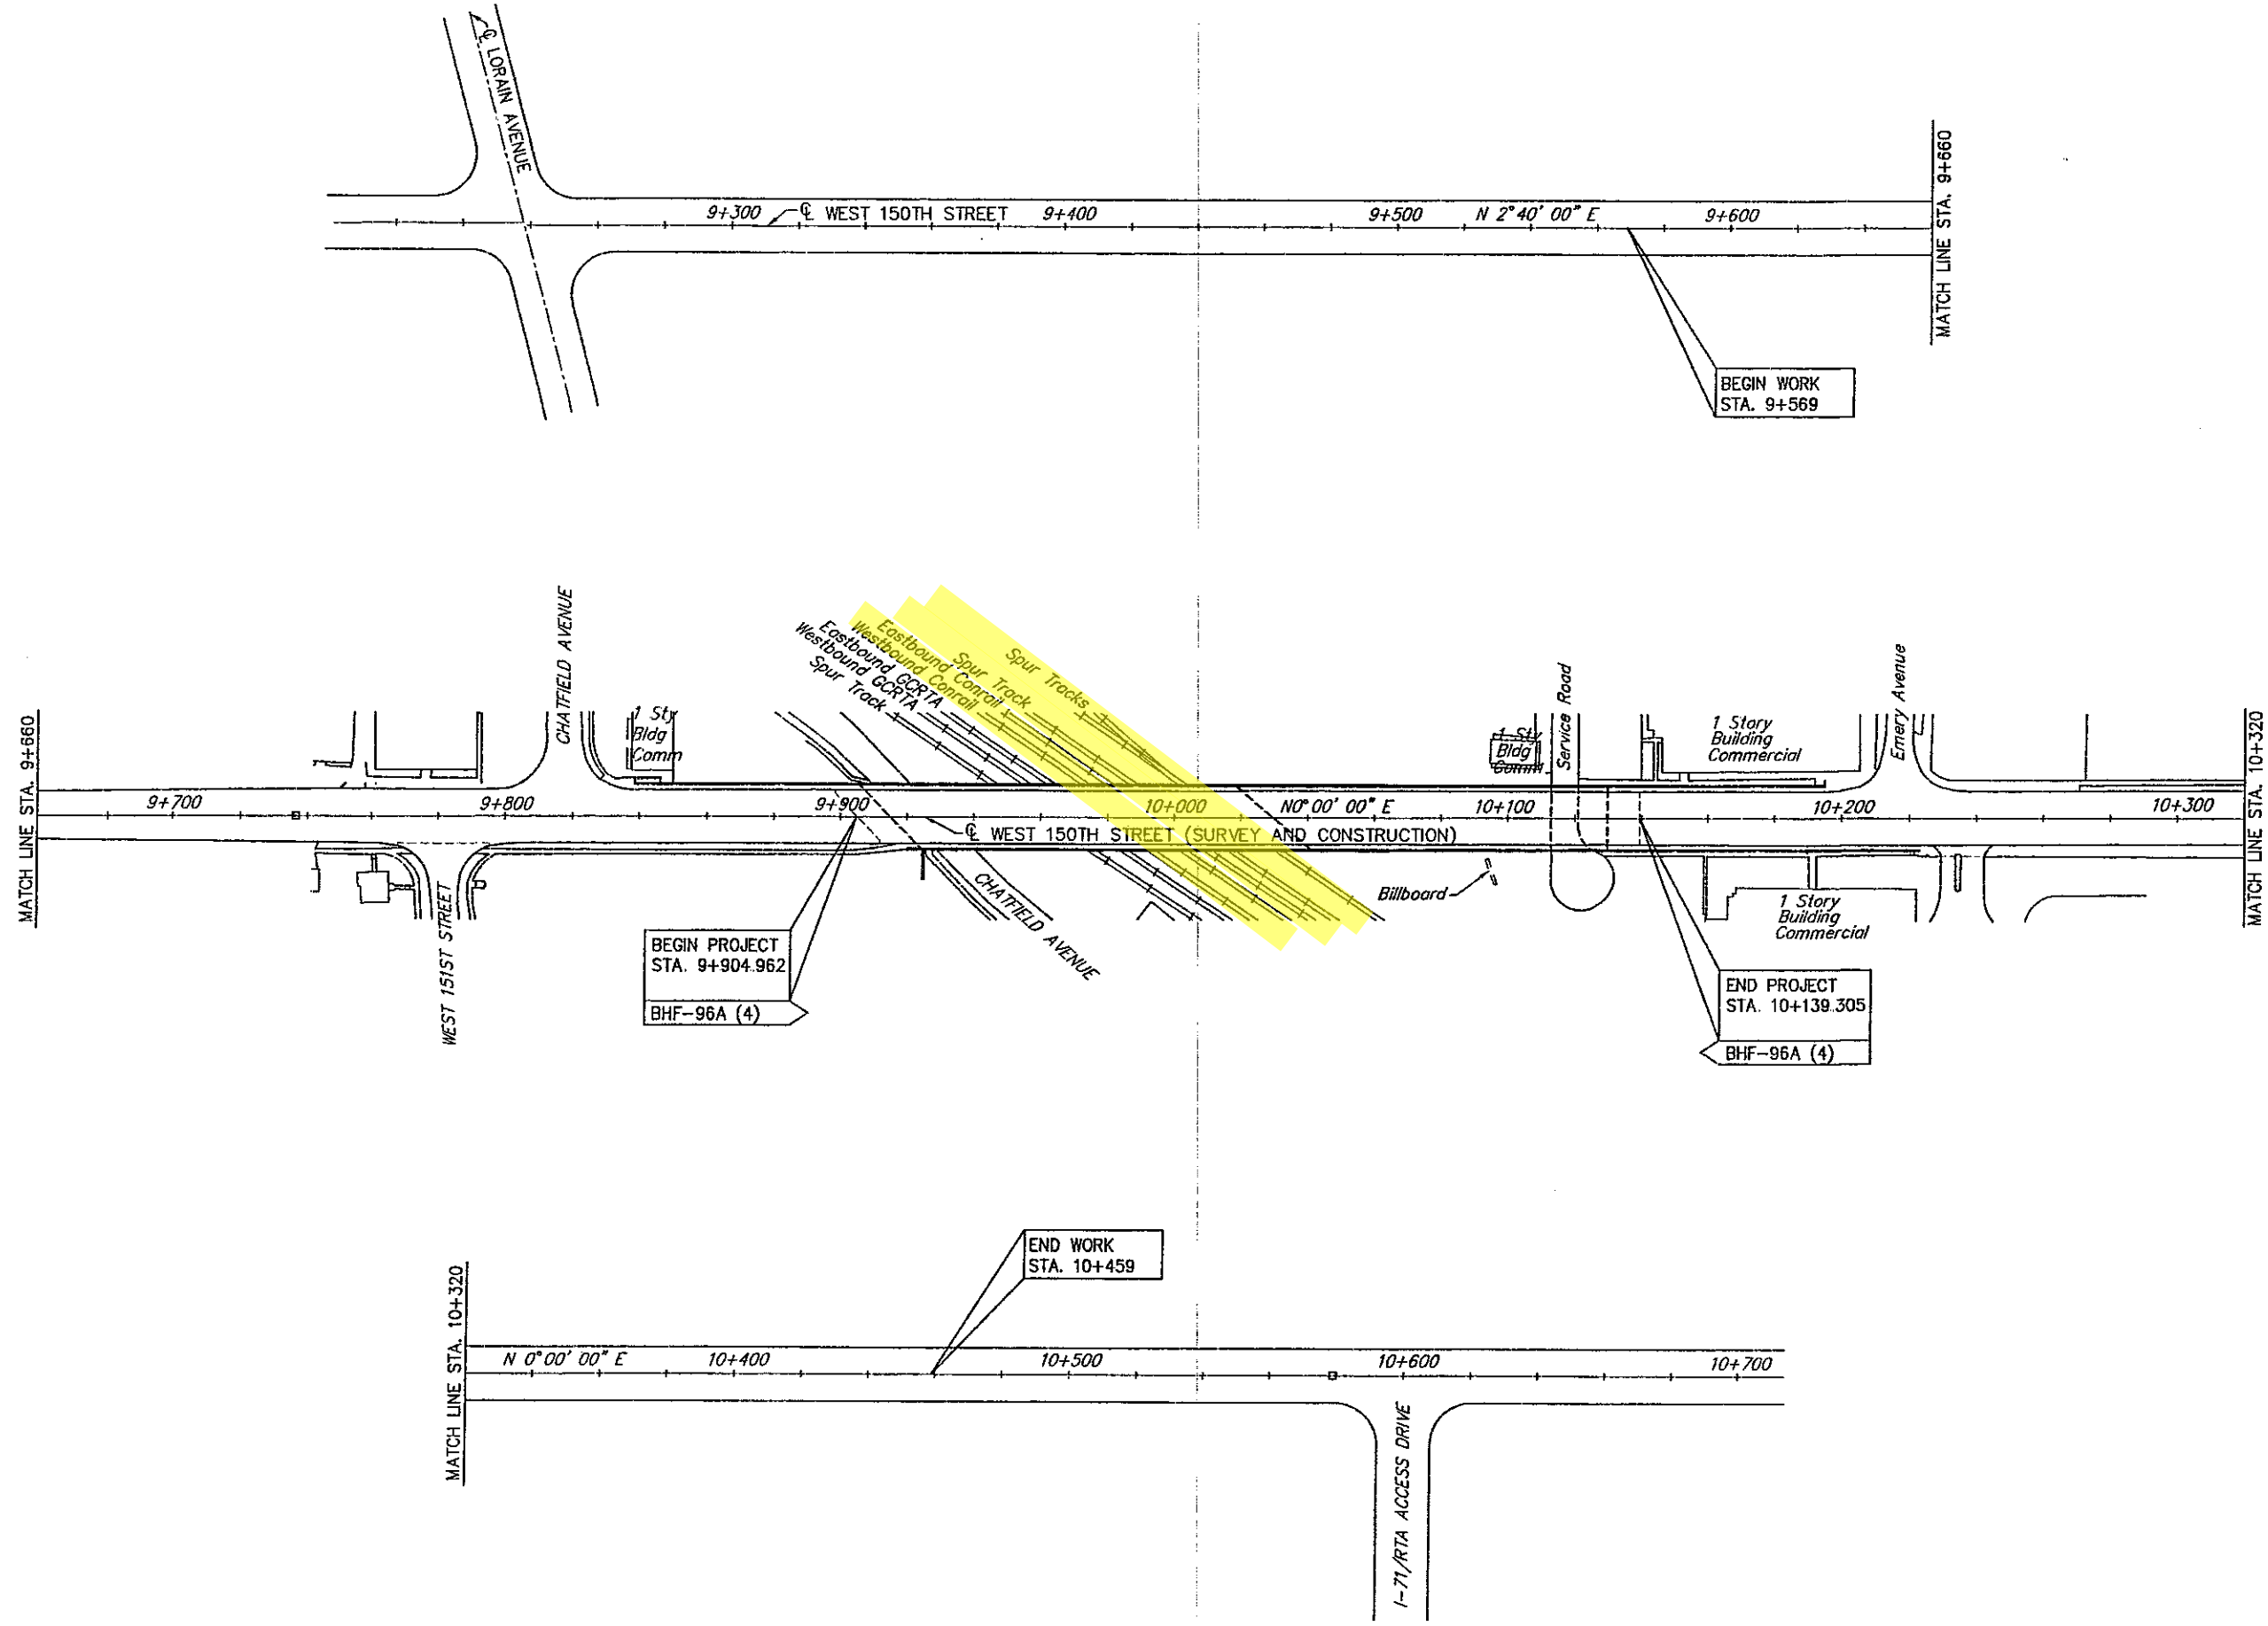 ℄ LORAIN AVENUE
9+300
℄ WEST 150TH STREET
9+400
9+500
N 2°40' 00" E
9+600
MATCH LINE STA. 9+660
BEGIN WORK
STA. 9+569
MATCH LINE STA. 9+660
CHATFIELD AVENUE
1 Sty
Bldg
Comm
Spur Track
Westbound GCRTA
Eastbound GCRTA
Westbound Conrail
Eastbound Conrail
Spur Track
Spur Tracks
1 Sty
Bldg
Comm
Service Road
1 Story
Building
Commercial
Emery Avenue
MATCH LINE STA. 10+320
9+700
9+800
9+900
10+000
N0°00' 00" E
10+100
10+200
10+300
℄ WEST 150TH STREET (SURVEY AND CONSTRUCTION)
WEST 151ST STREET
CHATFIELD AVENUE
Billboard
1 Story
Building
Commercial
BEGIN PROJECT
STA. 9+904.962
BHF-96A (4)
END PROJECT
STA. 10+139.305
BHF-96A (4)
END WORK
STA. 10+459
MATCH LINE STA. 10+320
N 0°00' 00" E
10+400
10+500
10+600
10+700
I-71/RTA ACCESS DRIVE